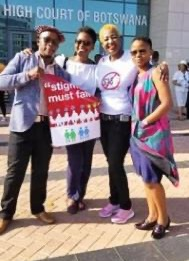 HIGH COURT OF BOTSWANA
"stigma
must fall